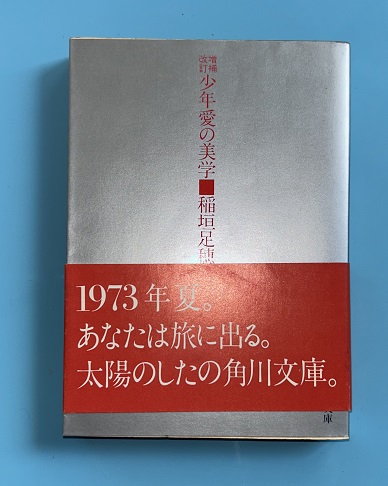 増補
改訂
少年愛の美学■稲垣足穂
1973年夏。
あなたは旅に出る。
太陽のしたの角川文庫。
庫